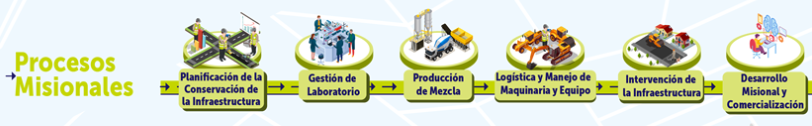 Procesos
Misionales
Planificación de la
Conservación de
la Infraestructura
Gestión de
Laboratorio
Producción
de Mezcla
Logística y Manejo de
Maquinaria y Equipo
Intervención de
la Infraestructura
Desarrollo
Misional y
Comercialización